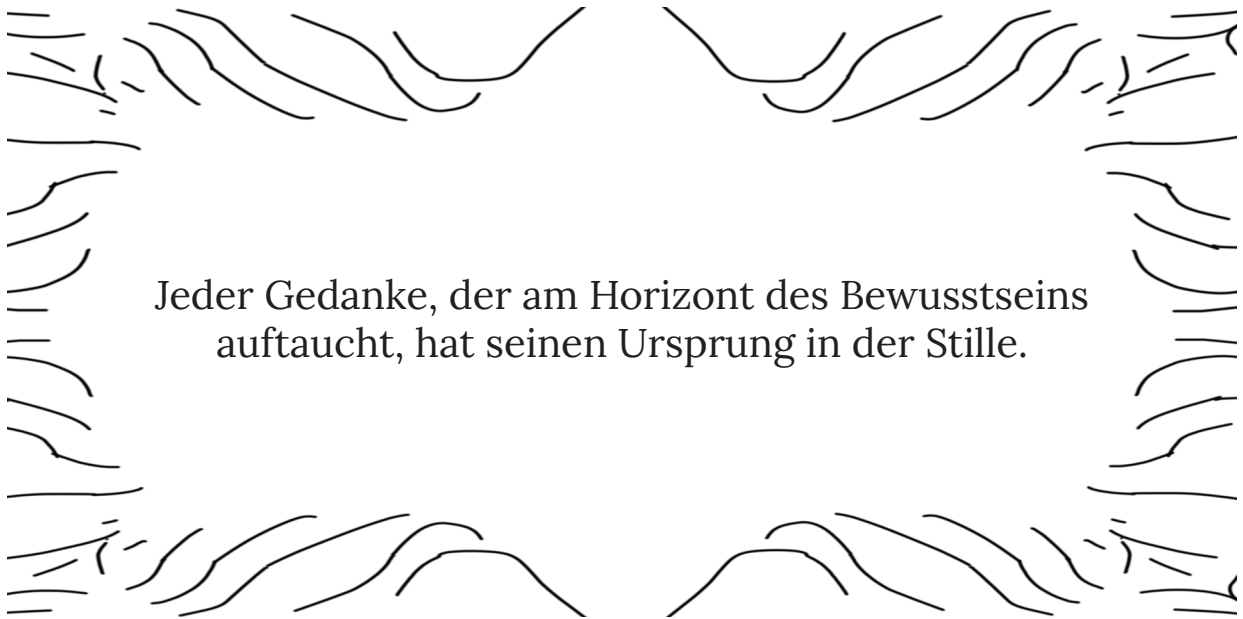 Jeder Gedanke, der am Horizont des Bewusstseins
auftaucht, hat seinen Ursprung in der Stille.